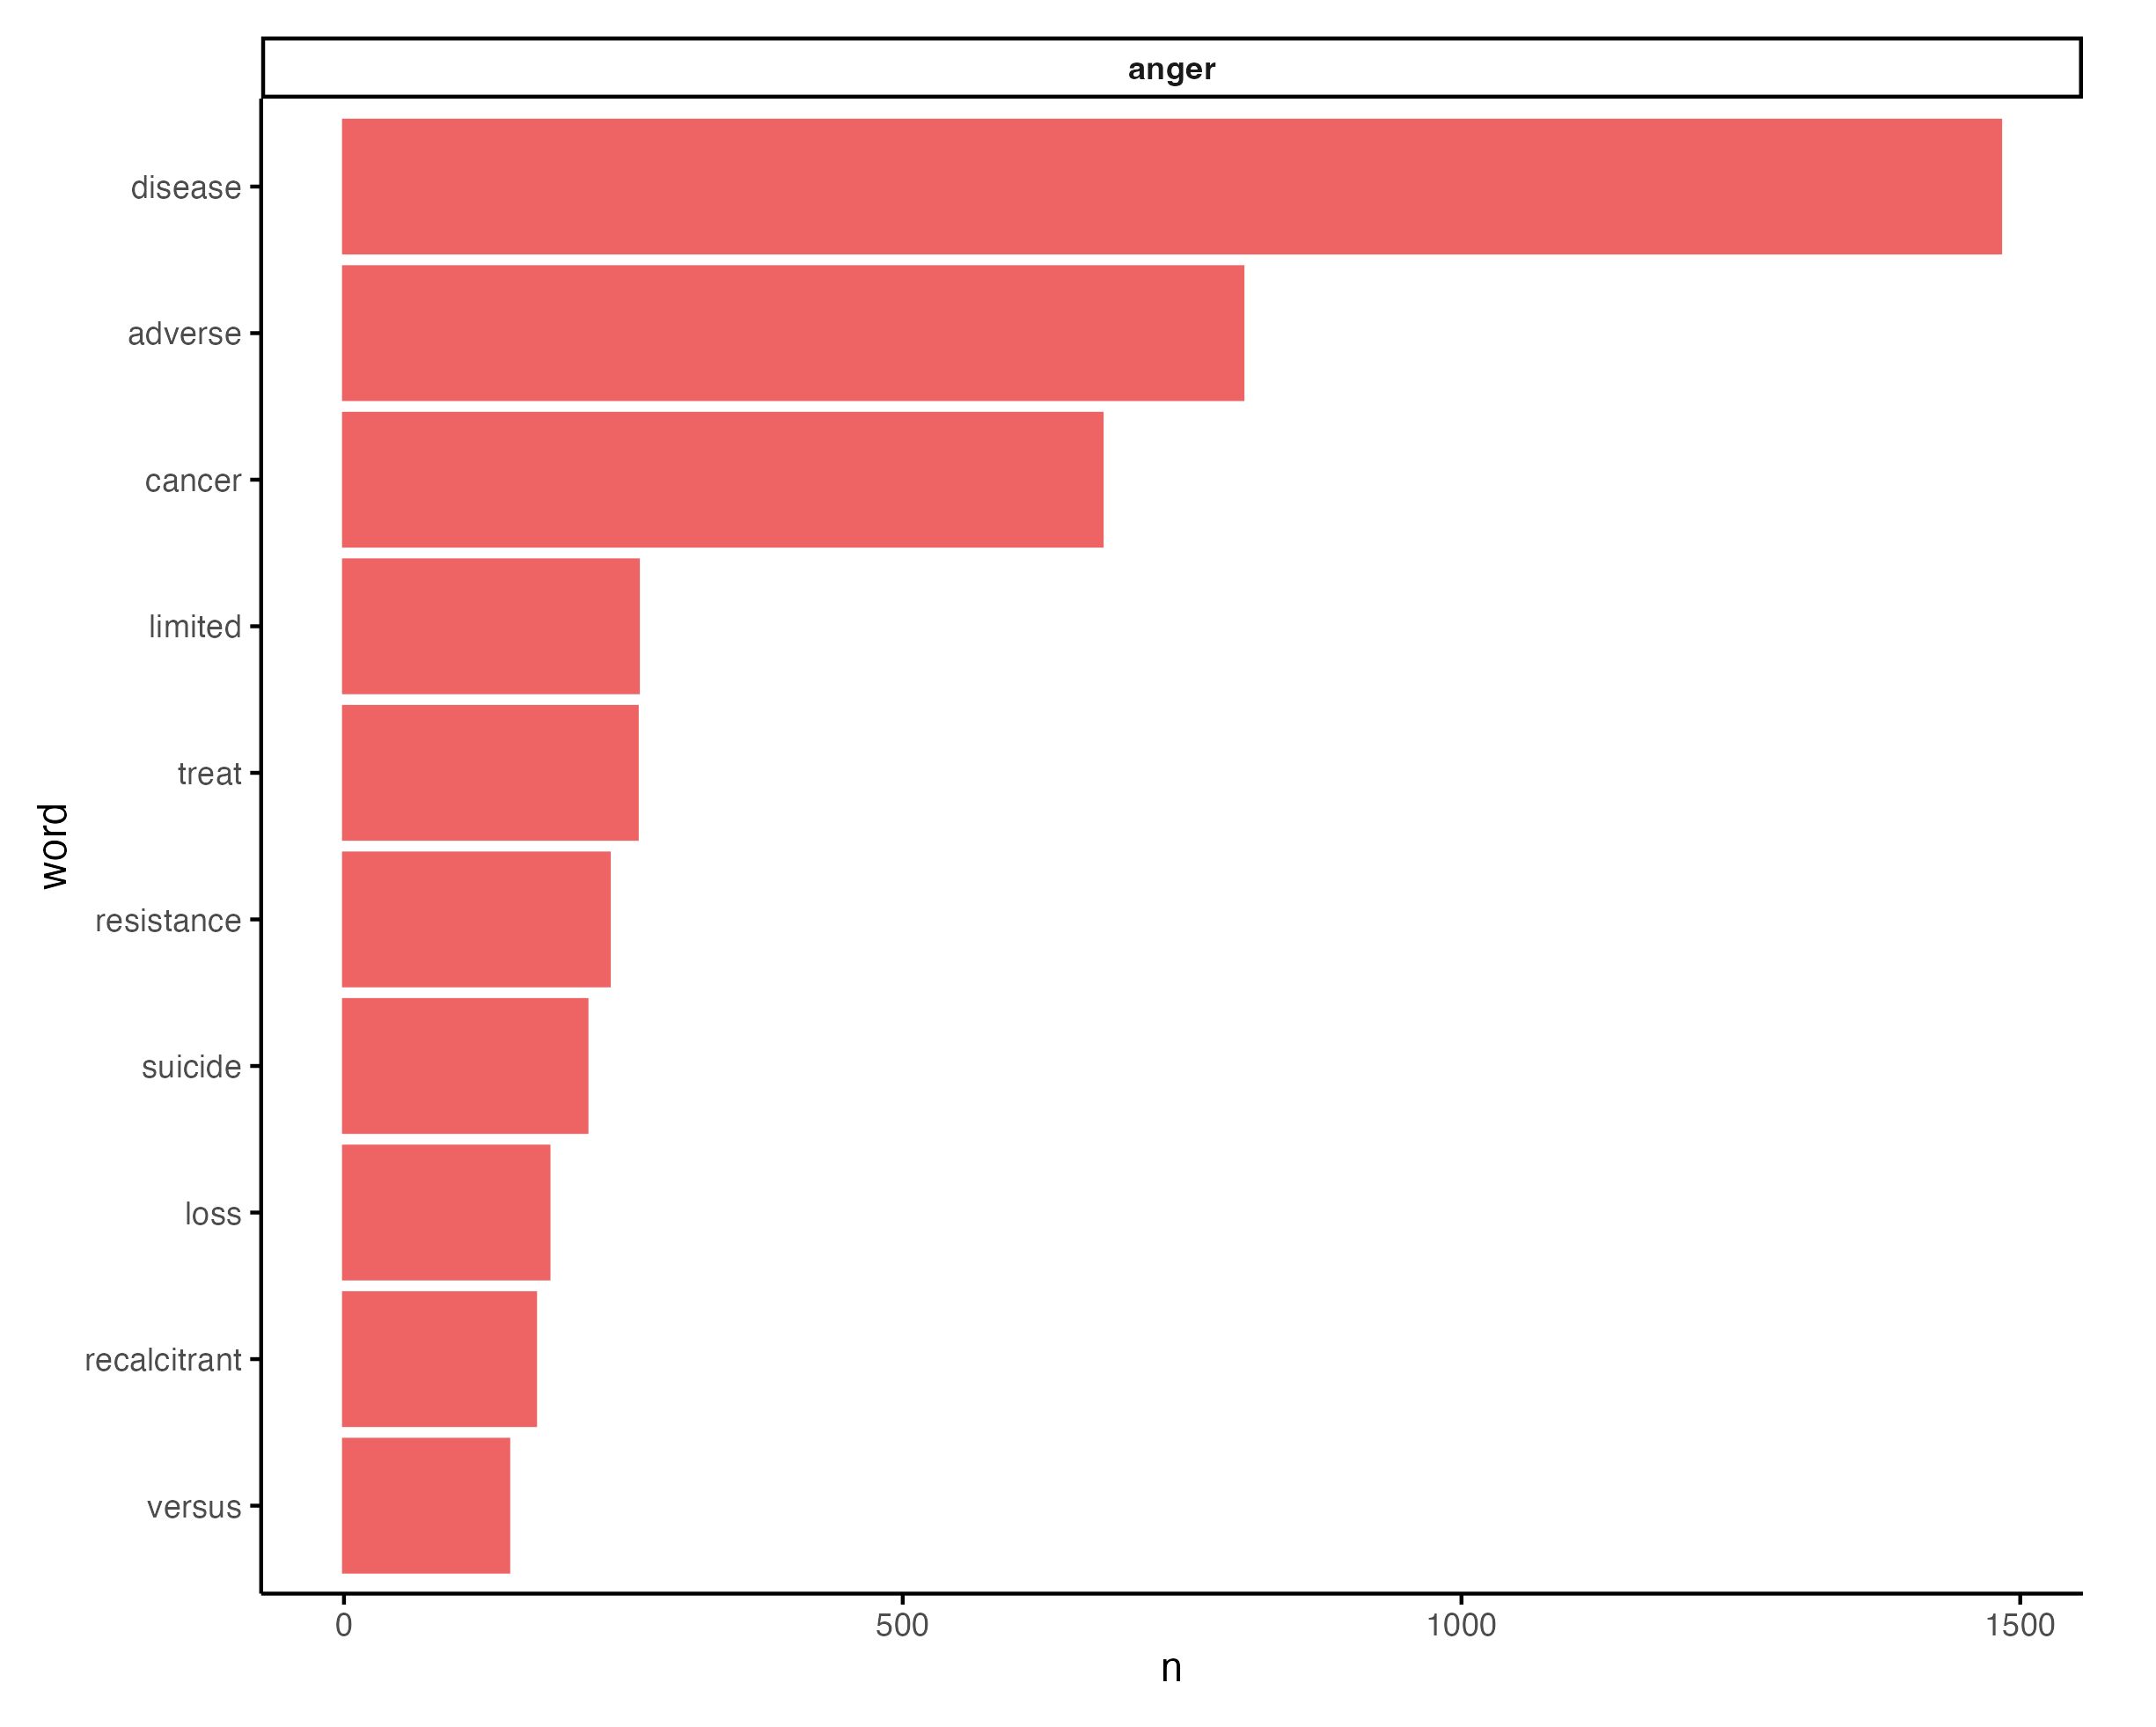 anger
disease
adverse
cancer
limited
treat
resistance
suicide
loss
recalcitrant
versus
word
0 500 1000 1500
n